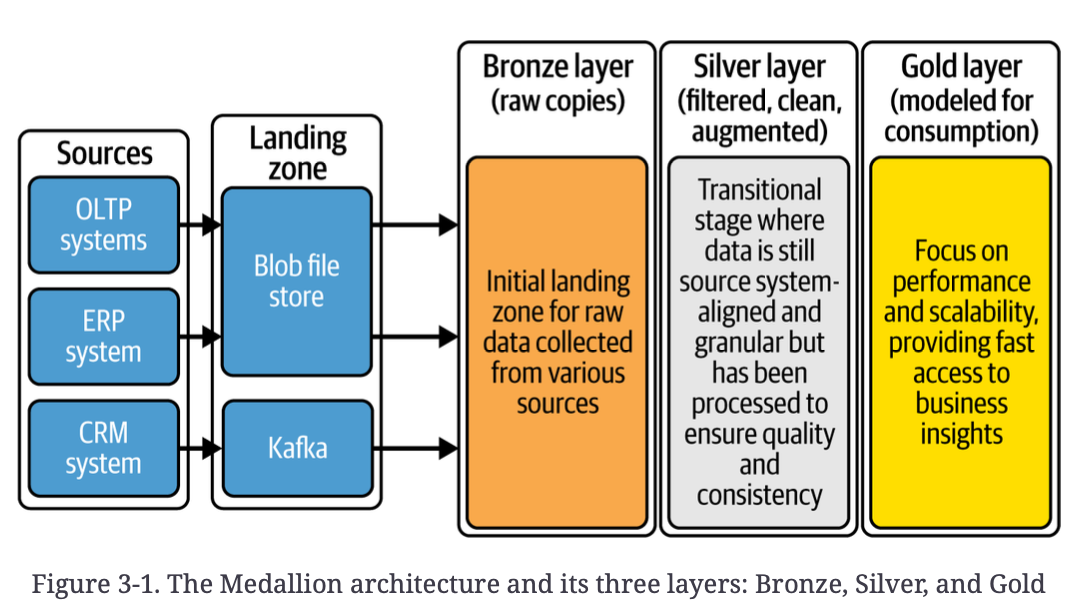 Sources
OLTP
systems
ERP
system
CRM
system
Landing
zone
Blob file
store
Kafka
Bronze layer
(raw copies)
Initial landing
zone for raw
data collected
from various
sources
Silver layer
(filtered, clean,
augmented)
Transitional
stage where
data is still
source system-
aligned and
granular but
has been
processed to
ensure quality
and
consistency
Gold layer
(modeled for
consumption)
Focus on
performance
and scalability,
providing fast
access to
business
insights
Figure 3-1. The Medallion architecture and its three layers: Bronze, Silver, and Gold